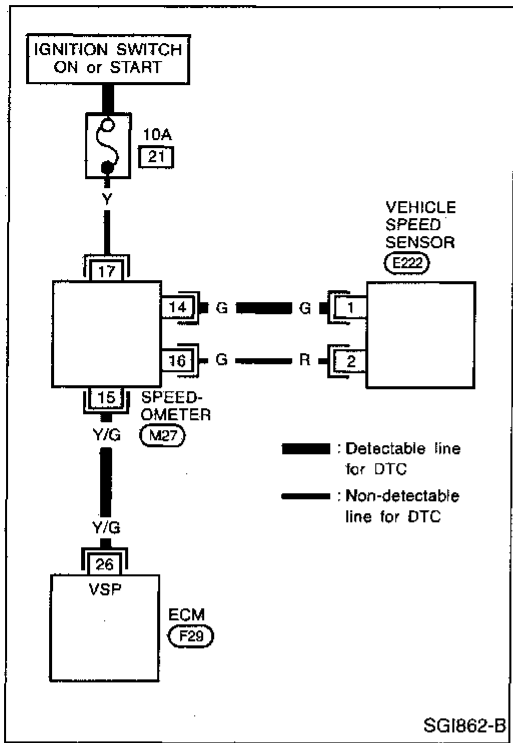 IGNITION SWITCH
ON or START
10A
21
Y
VEHICLE
SPEED
SENSOR
E222
17
14
G
G
1
16
G
R
2
15
SPEED-
OMETER
M27
Y/G
: Detectable line
for DTC
: Non-detectable
line for DTC
Y/G
26
VSP
ECM
F29
SGI862-B